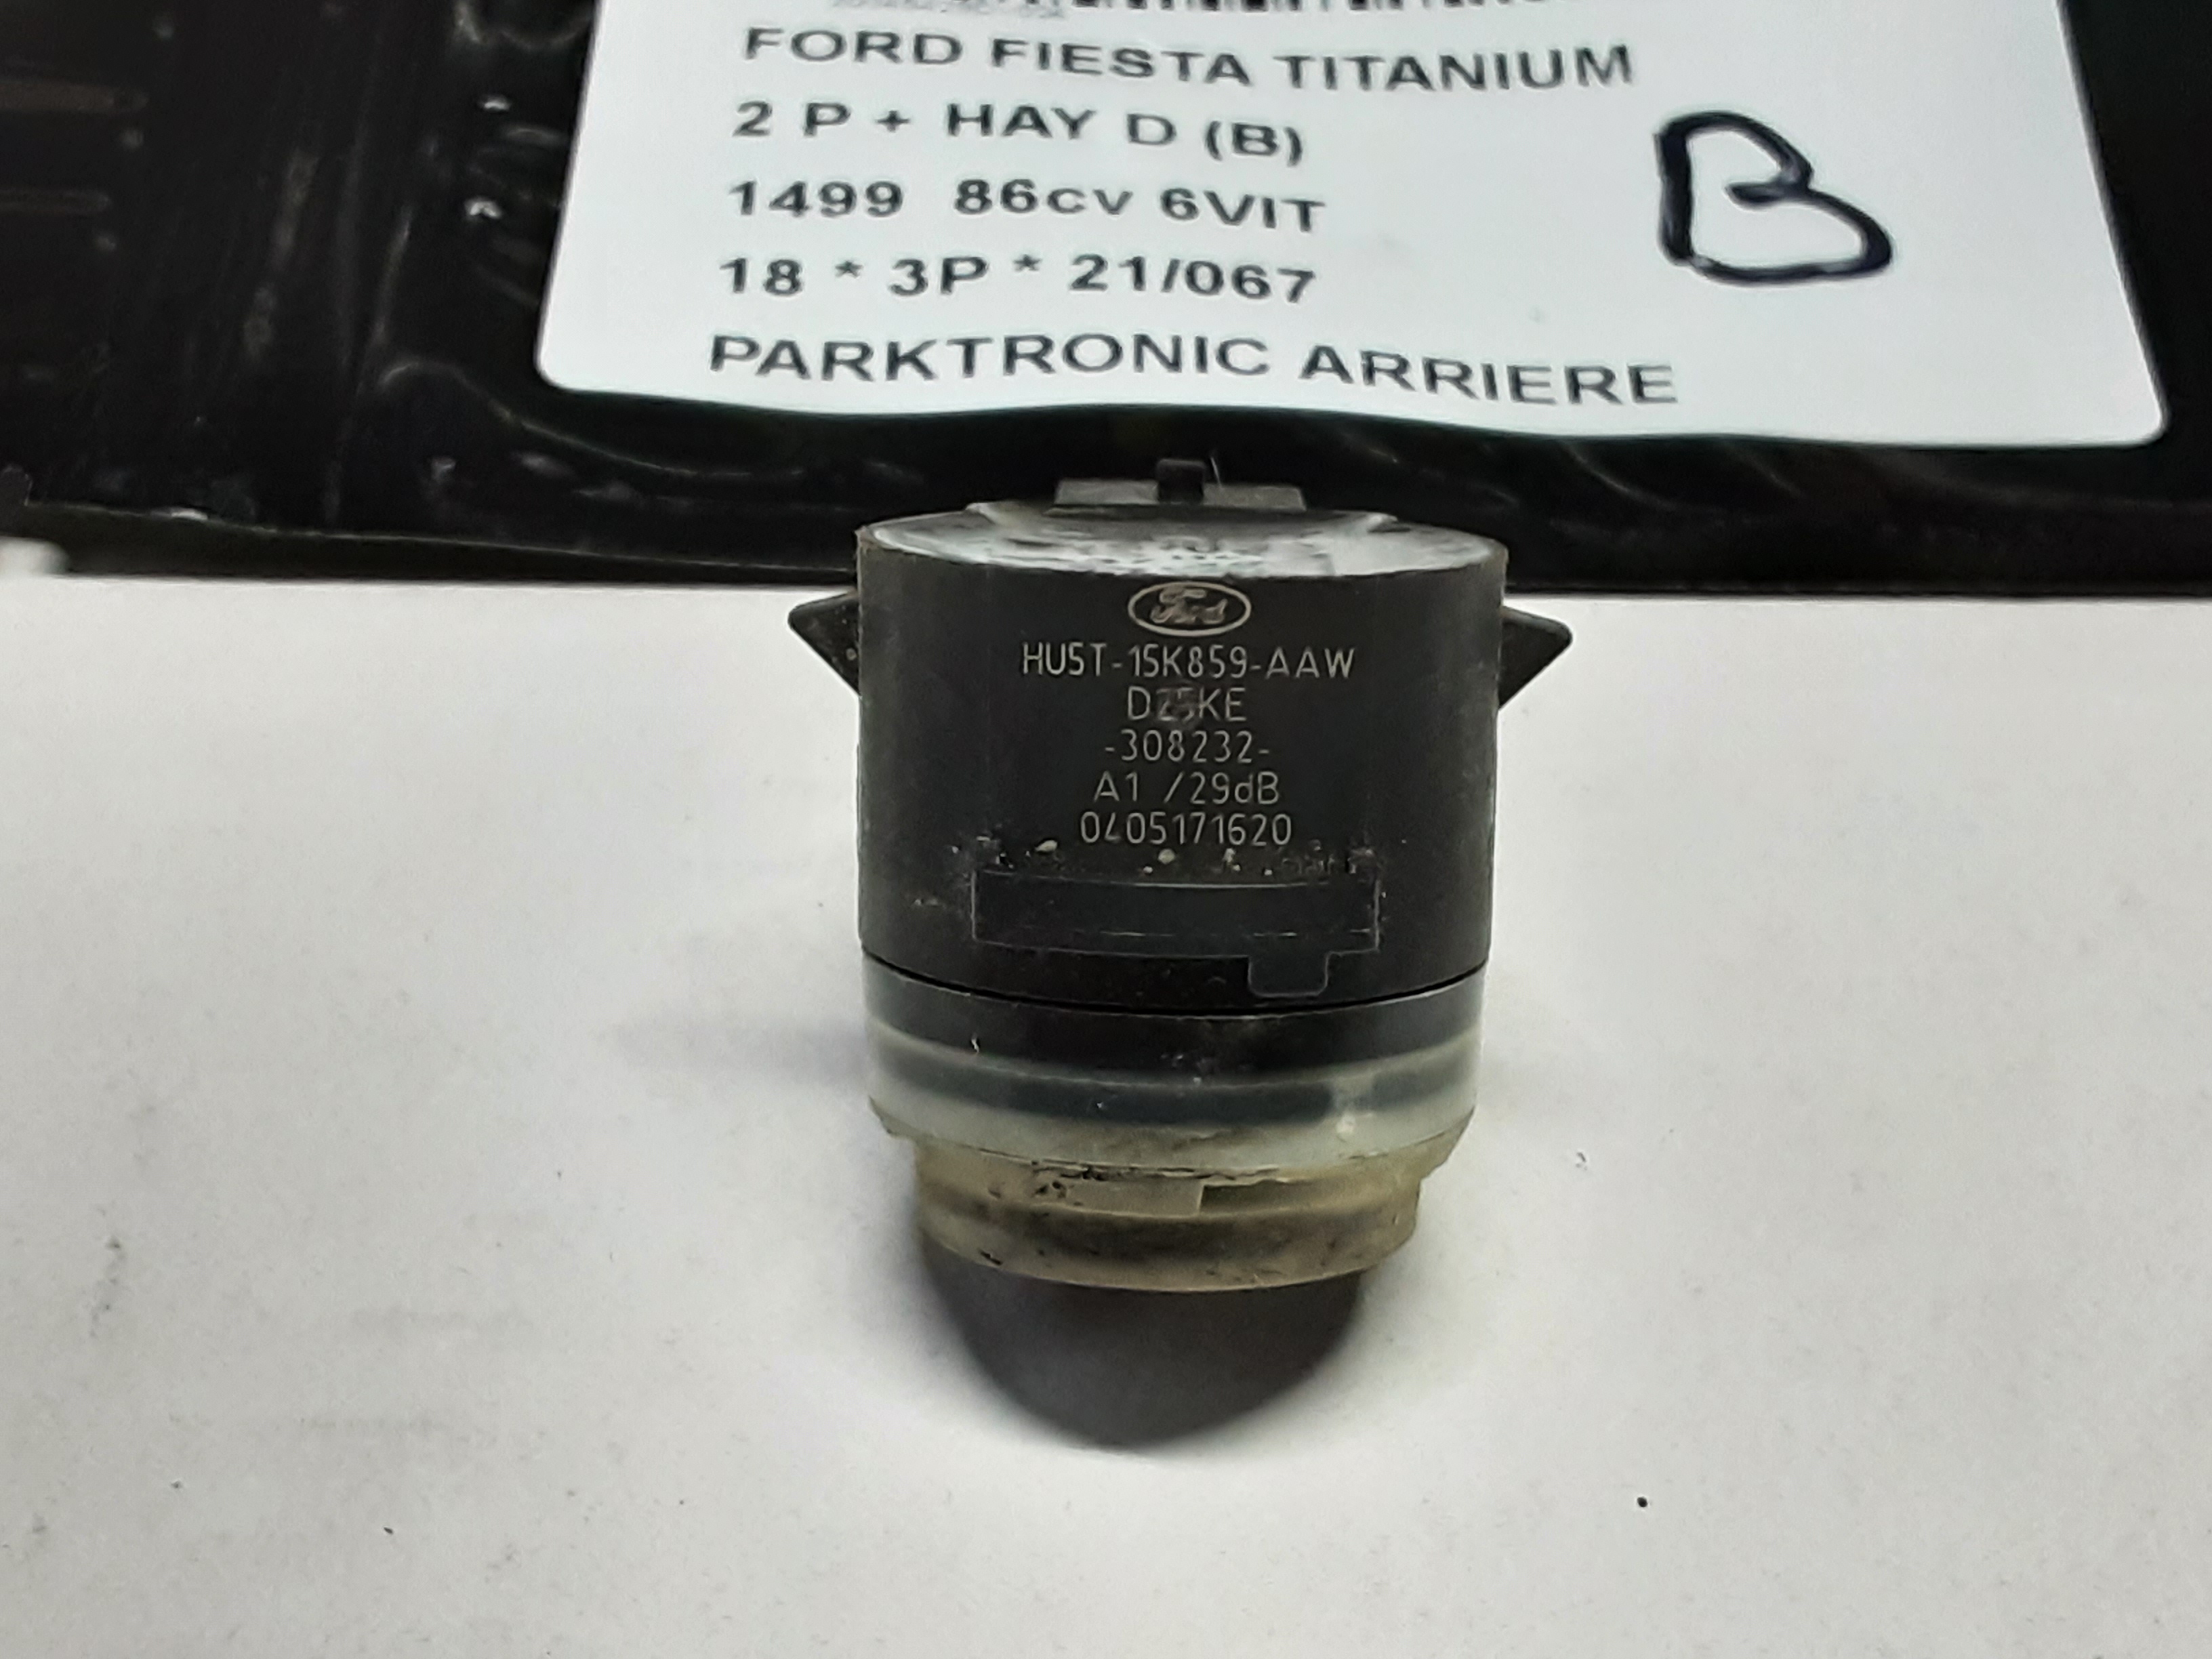 FORD FIESTA TITANIUM
2 P + HAY D (B)
1499 86cv 6VIT
18 * 3P * 21/067
PARKTRONIC ARRIERE
B
Ford
HU5T-15K859-AAW
D25KE
-308232-
A1 /29dB
0405171620